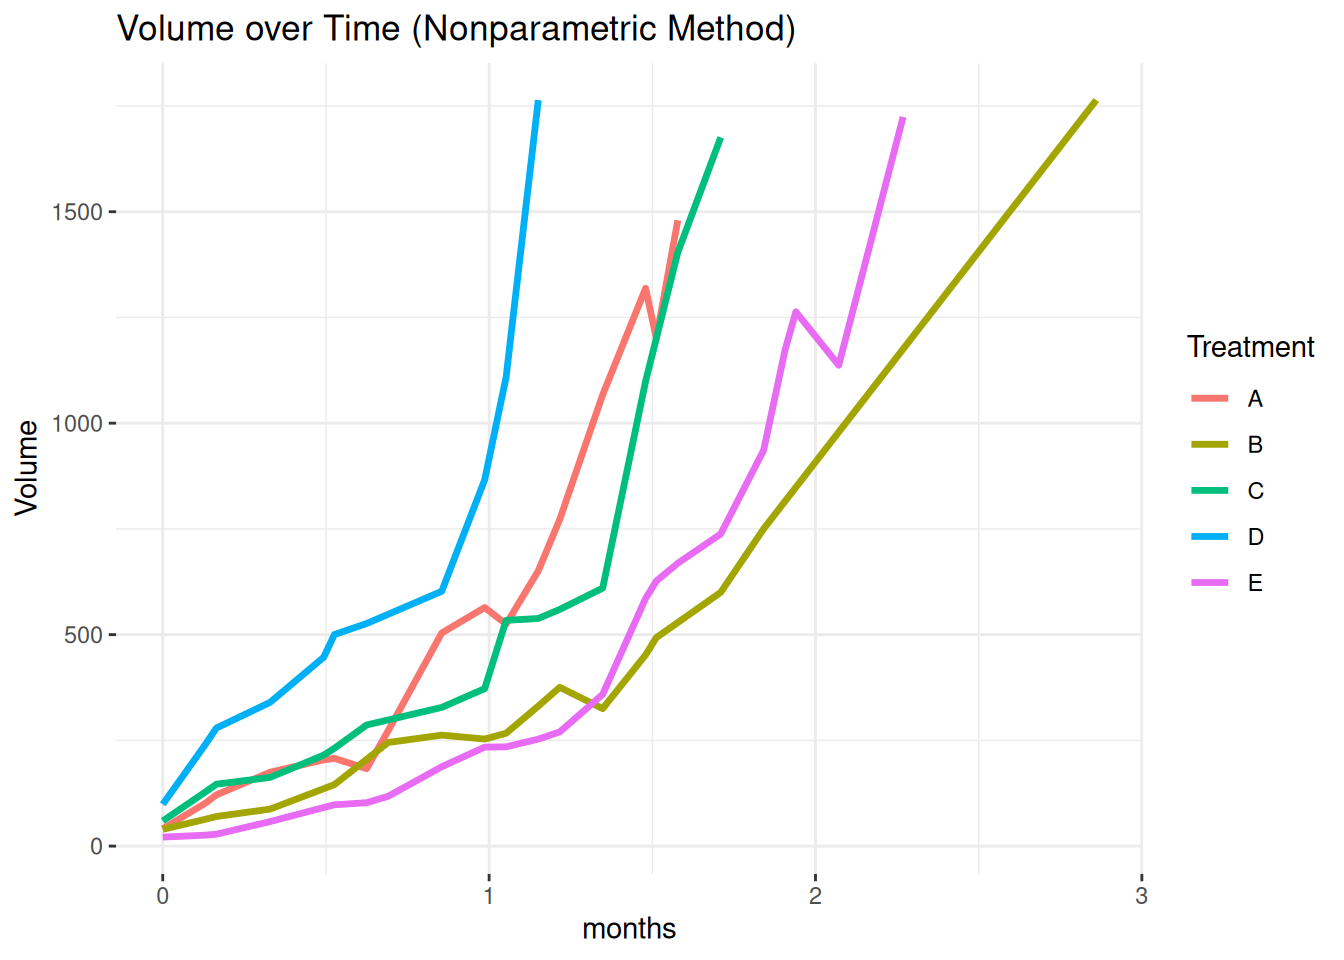 Volume over Time (Nonparametric Method)
Volume
1500
1000
500
0
0 1 2 3
months
Treatment
A
B
C
D
E